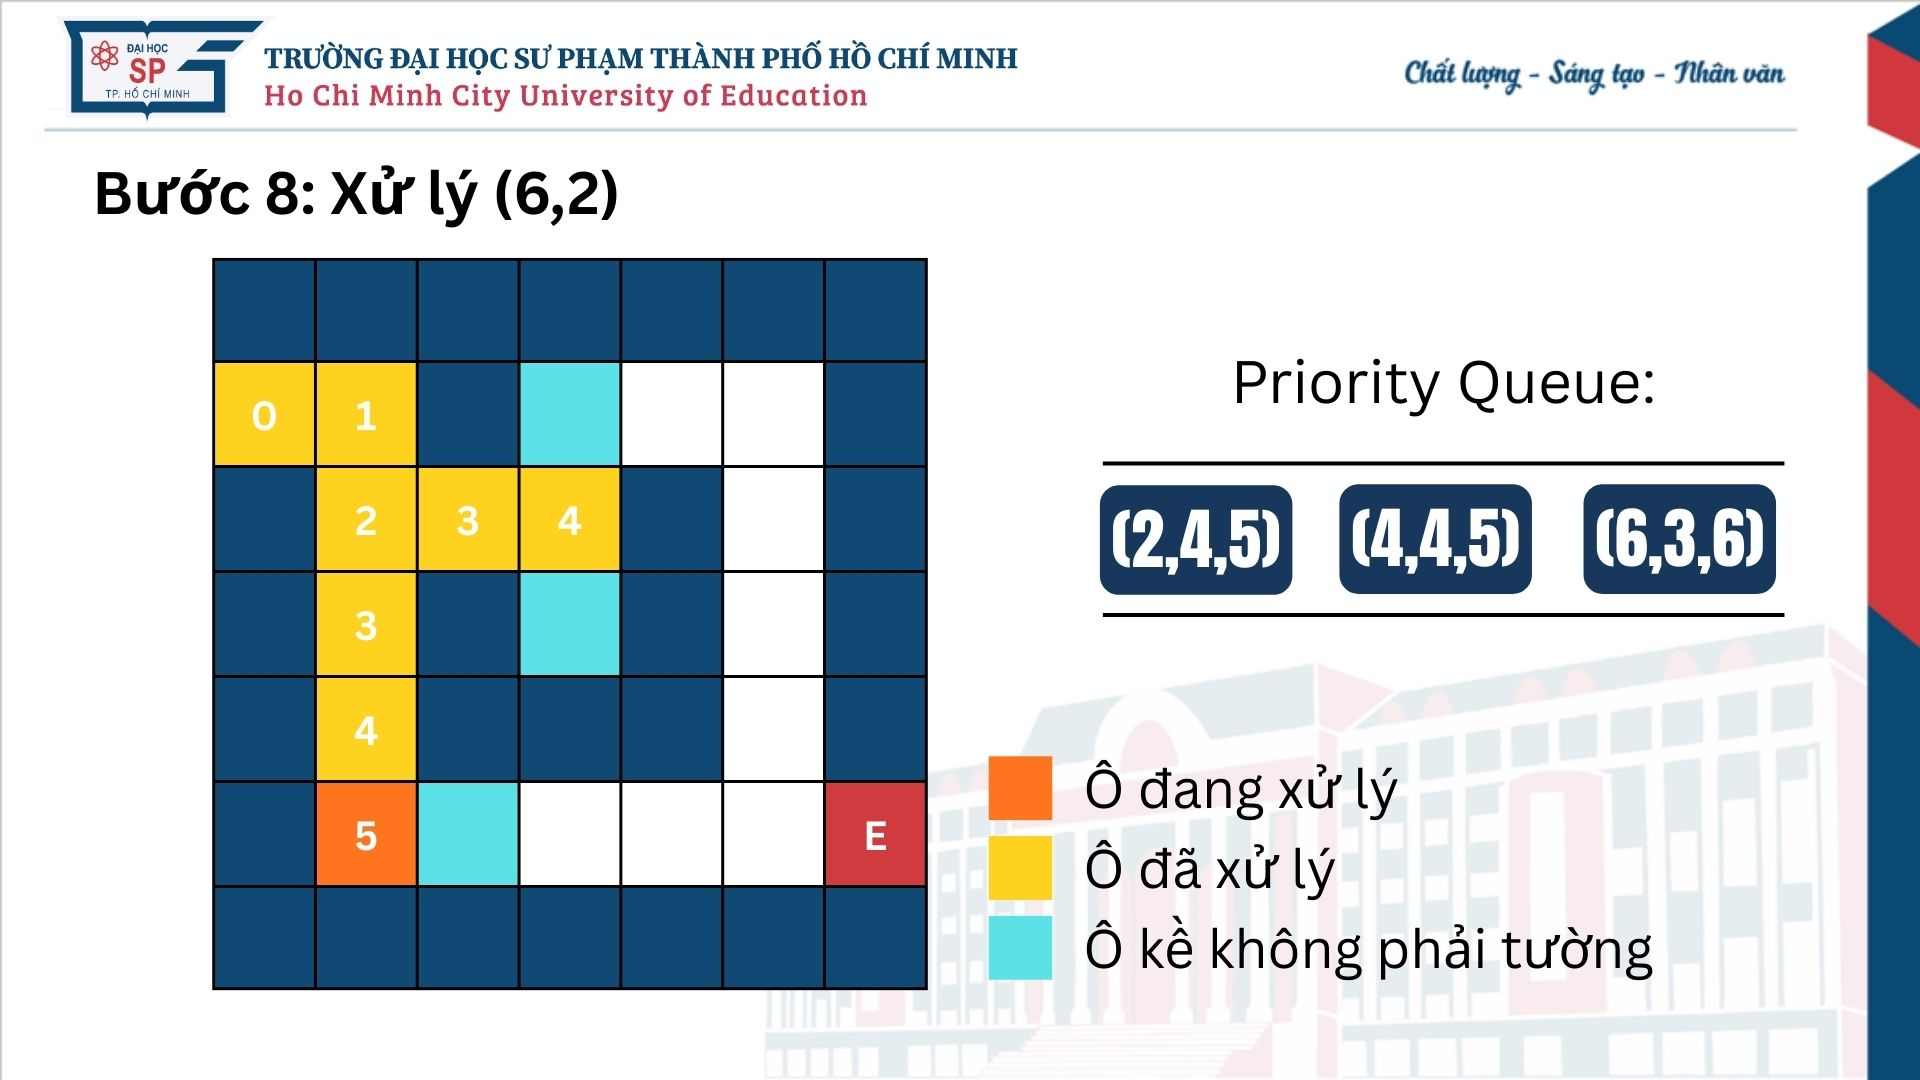 ĐẠI HỌC
SP
TP. HỒ CHÍ MINH
TRƯỜNG ĐẠI HỌC SƯ PHẠM THÀNH PHỐ HỒ CHÍ MINH
Ho Chi Minh City University of Education
Chất lượng - Sáng tạo - Nhân văn
Bước 8: Xử lý (6,2)
0 1
2 3 4
3
4
5 E
Priority Queue:
(2,4,5) (4,4,5) (6,3,6)
Ô đang xử lý
Ô đã xử lý
Ô kề không phải tường